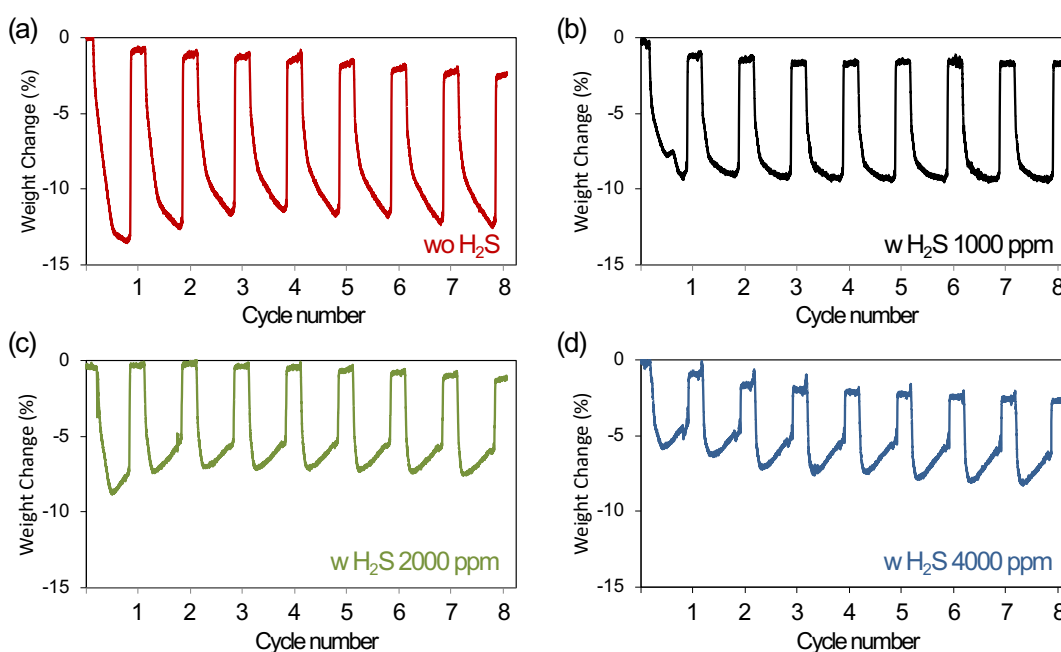 (a)
0
-5
-10
-15
Weight Change (%)
wo H₂S
1 2 3 4 5 6 7 8
Cycle number
(b)
0
-5
-10
-15
Weight Change (%)
w H₂S 1000 ppm
1 2 3 4 5 6 7 8
Cycle number
(c)
0
-5
-10
-15
Weight Change (%)
w H₂S 2000 ppm
1 2 3 4 5 6 7 8
Cycle number
(d)
0
-5
-10
-15
Weight Change (%)
w H₂S 4000 ppm
1 2 3 4 5 6 7 8
Cycle number